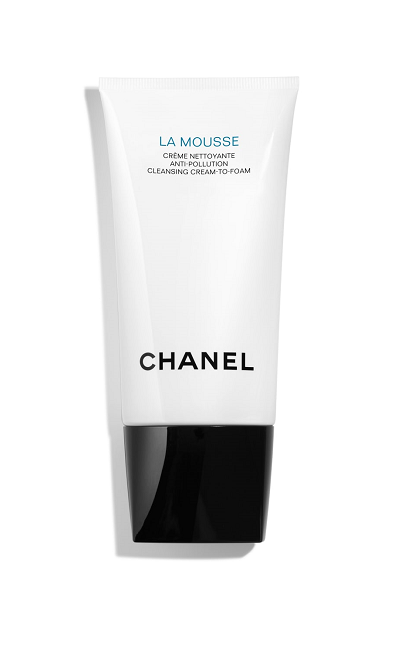 LA MOUSSE
CRÈME NETTOYANTE
ANTI-POLLUTION
CLEANSING CREAM-TO-FOAM
CHANEL